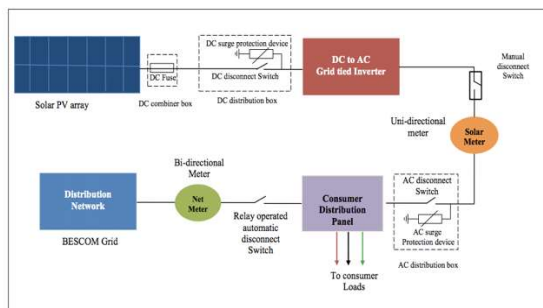 DC surge protection device
DC Fuse
DC disconnect Switch
DC to AC
Grid tied Inverter
Manual
disconnect
Switch
Solar PV array
DC combiner box
DC distribution box
Uni-directional
meter
Solar
Meter
Bi-directional
Meter
Distribution
Network
Net
Meter
Consumer
Distribution
Panel
AC disconnect
Switch
AC surge
Protection device
BESCOM Grid
Relay operated
automatic
disconnect
Switch
To consumer
Loads
AC distribution box